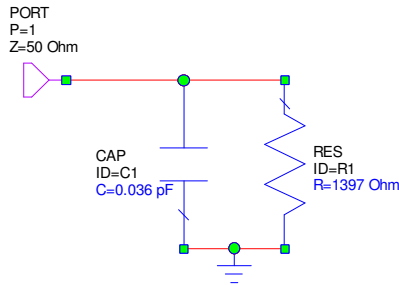 PORT
P=1
Z=50 Ohm
CAP
ID=C1
C=0.036 pF
RES
ID=R1
R=1397 Ohm